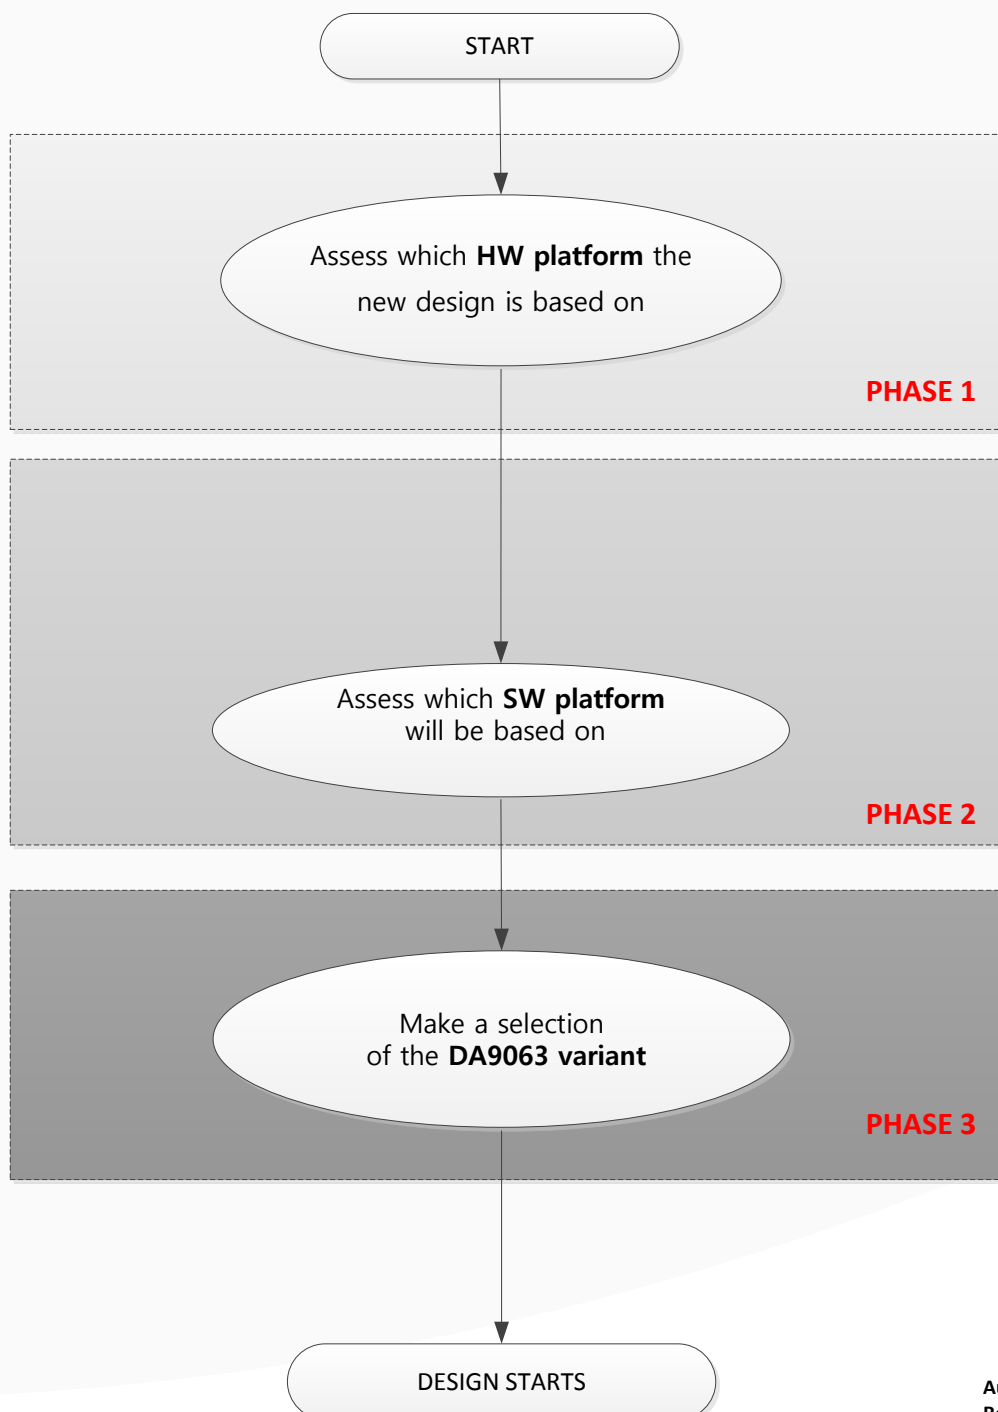 START
Assess which HW platform the
new design is based on
PHASE 1
Assess which SW platform
will be based on
PHASE 2
Make a selection
of the DA9063 variant
PHASE 3
DESIGN STARTS